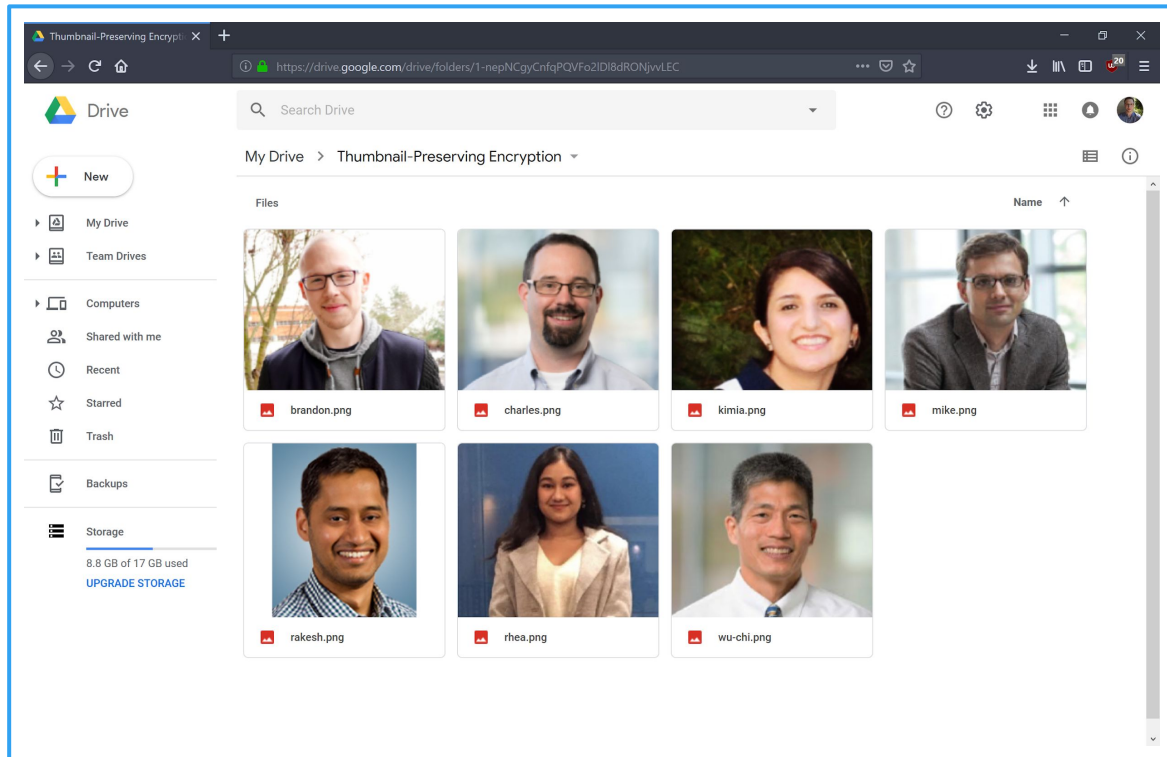 Thumbnail-Preserving Encrypti
https://drive.google.com/drive/folders/1-nepNCgyCnfqPQVFo2lDl8dRONjvvLEC
20
Drive
Search Drive
My Drive > Thumbnail-Preserving Encryption
New
Files
Name
My Drive
Team Drives
Computers
Shared with me
Recent
Starred
Trash
Backups
Storage
8.8 GB of 17 GB used
UPGRADE STORAGE
brandon.png
charles.png
kimia.png
mike.png
rakesh.png
rhea.png
wu-chi.png